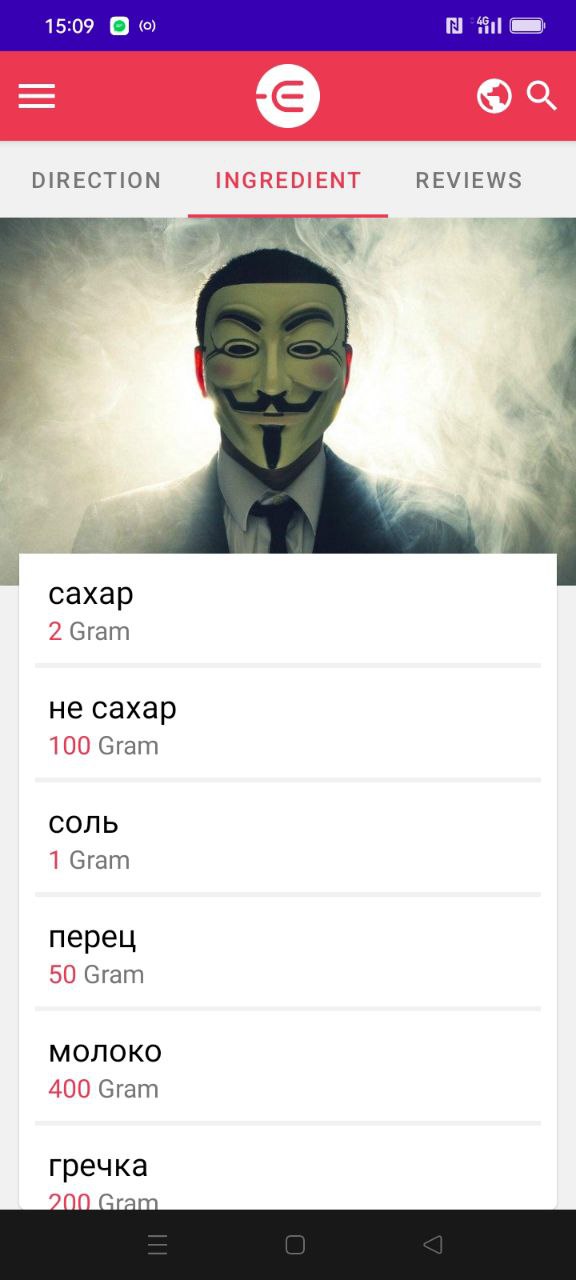 15:09
4G
DIRECTION INGREDIENT REVIEWS
сахар
2 Gram
не сахар
100 Gram
соль
1 Gram
перец
50 Gram
молоко
400 Gram
гречка
200 Gram